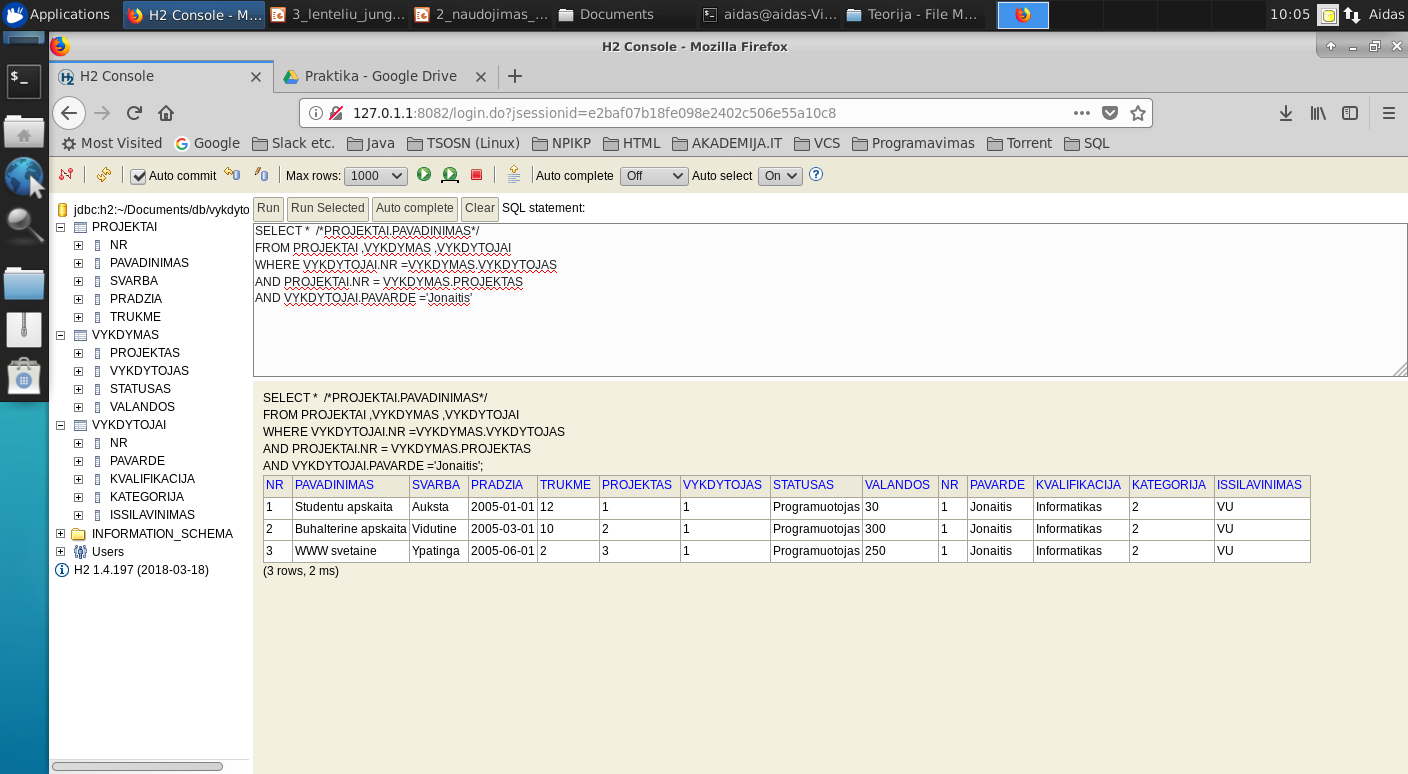 Applications H2 Console - M... 3_lenteliu_jung... 2_naudojimas_... Documents aidas@aidas-Vi... Teorija - File M... 10:05 Aidas
H2 Console - Mozilla Firefox
H2 Console Praktika - Google Drive
127.0.1.1:8082/login.do?jsessionid=e2baf07b18fe098e2402c506e55a10c8
Most Visited Google Slack etc. Java TSOSN (Linux) NPIKP HTML AKADEMIJA.IT VCS Programavimas Torrent SQL
Auto commit Max rows: 1000 Auto complete Off Auto select On
jdbc:h2:~/Documents/db/vykdyto
PROJEKTAI
NR
PAVADINIMAS
SVARBA
PRADZIA
TRUKME
VYKDYMAS
PROJEKTAS
VYKDYTOJAS
STATUSAS
VALANDOS
VYKDYTOJAI
NR
PAVARDE
KVALIFIKACIJA
KATEGORIJA
ISSILAVINIMAS
INFORMATION_SCHEMA
Users
H2 1.4.197 (2018-03-18)
Run Run Selected Auto complete Clear SQL statement:
SELECT * /*PROJEKTAI.PAVADINIMAS*/
FROM PROJEKTAI ,VYKDYMAS ,VYKDYTOJAI
WHERE VYKDYTOJAI.NR =VYKDYMAS.VYKDYTOJAS
AND PROJEKTAI.NR = VYKDYMAS.PROJEKTAS
AND VYKDYTOJAI.PAVARDE ='Jonaitis'
SELECT * /*PROJEKTAI.PAVADINIMAS*/
FROM PROJEKTAI ,VYKDYMAS ,VYKDYTOJAI
WHERE VYKDYTOJAI.NR =VYKDYMAS.VYKDYTOJAS
AND PROJEKTAI.NR = VYKDYMAS.PROJEKTAS
AND VYKDYTOJAI.PAVARDE ='Jonaitis';
NR PAVADINIMAS SVARBA PRADZIA TRUKME PROJEKTAS VYKDYTOJAS STATUSAS VALANDOS NR PAVARDE KVALIFIKACIJA KATEGORIJA ISSILAVINIMAS
1 Studentu apskaita Auksta 2005-01-01 12 1 1 Programuotojas 30 1 Jonaitis Informatikas 2 VU
2 Buhalterine apskaita Vidutine 2005-03-01 10 2 1 Programuotojas 300 1 Jonaitis Informatikas 2 VU
3 WWW svetaine Ypatinga 2005-06-01 2 3 1 Programuotojas 250 1 Jonaitis Informatikas 2 VU
(3 rows, 2 ms)